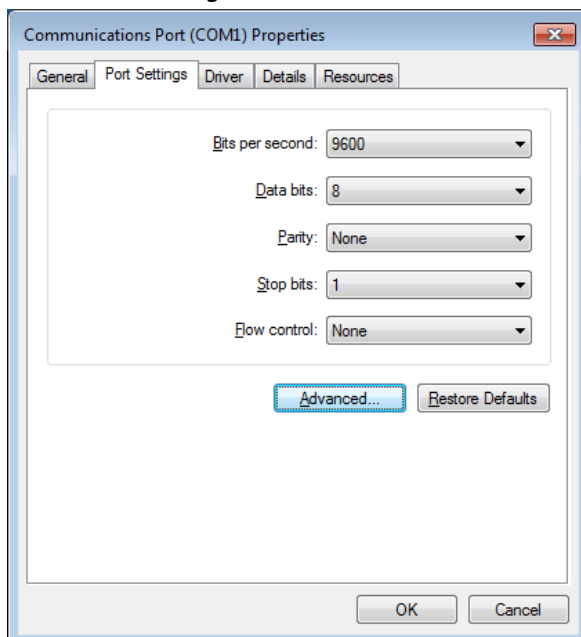 Communications Port (COM1) Properties
General Port Settings Driver Details Resources
Bits per second: 9600
Data bits: 8
Parity: None
Stop bits: 1
Flow control: None
Advanced... Restore Defaults
OK Cancel